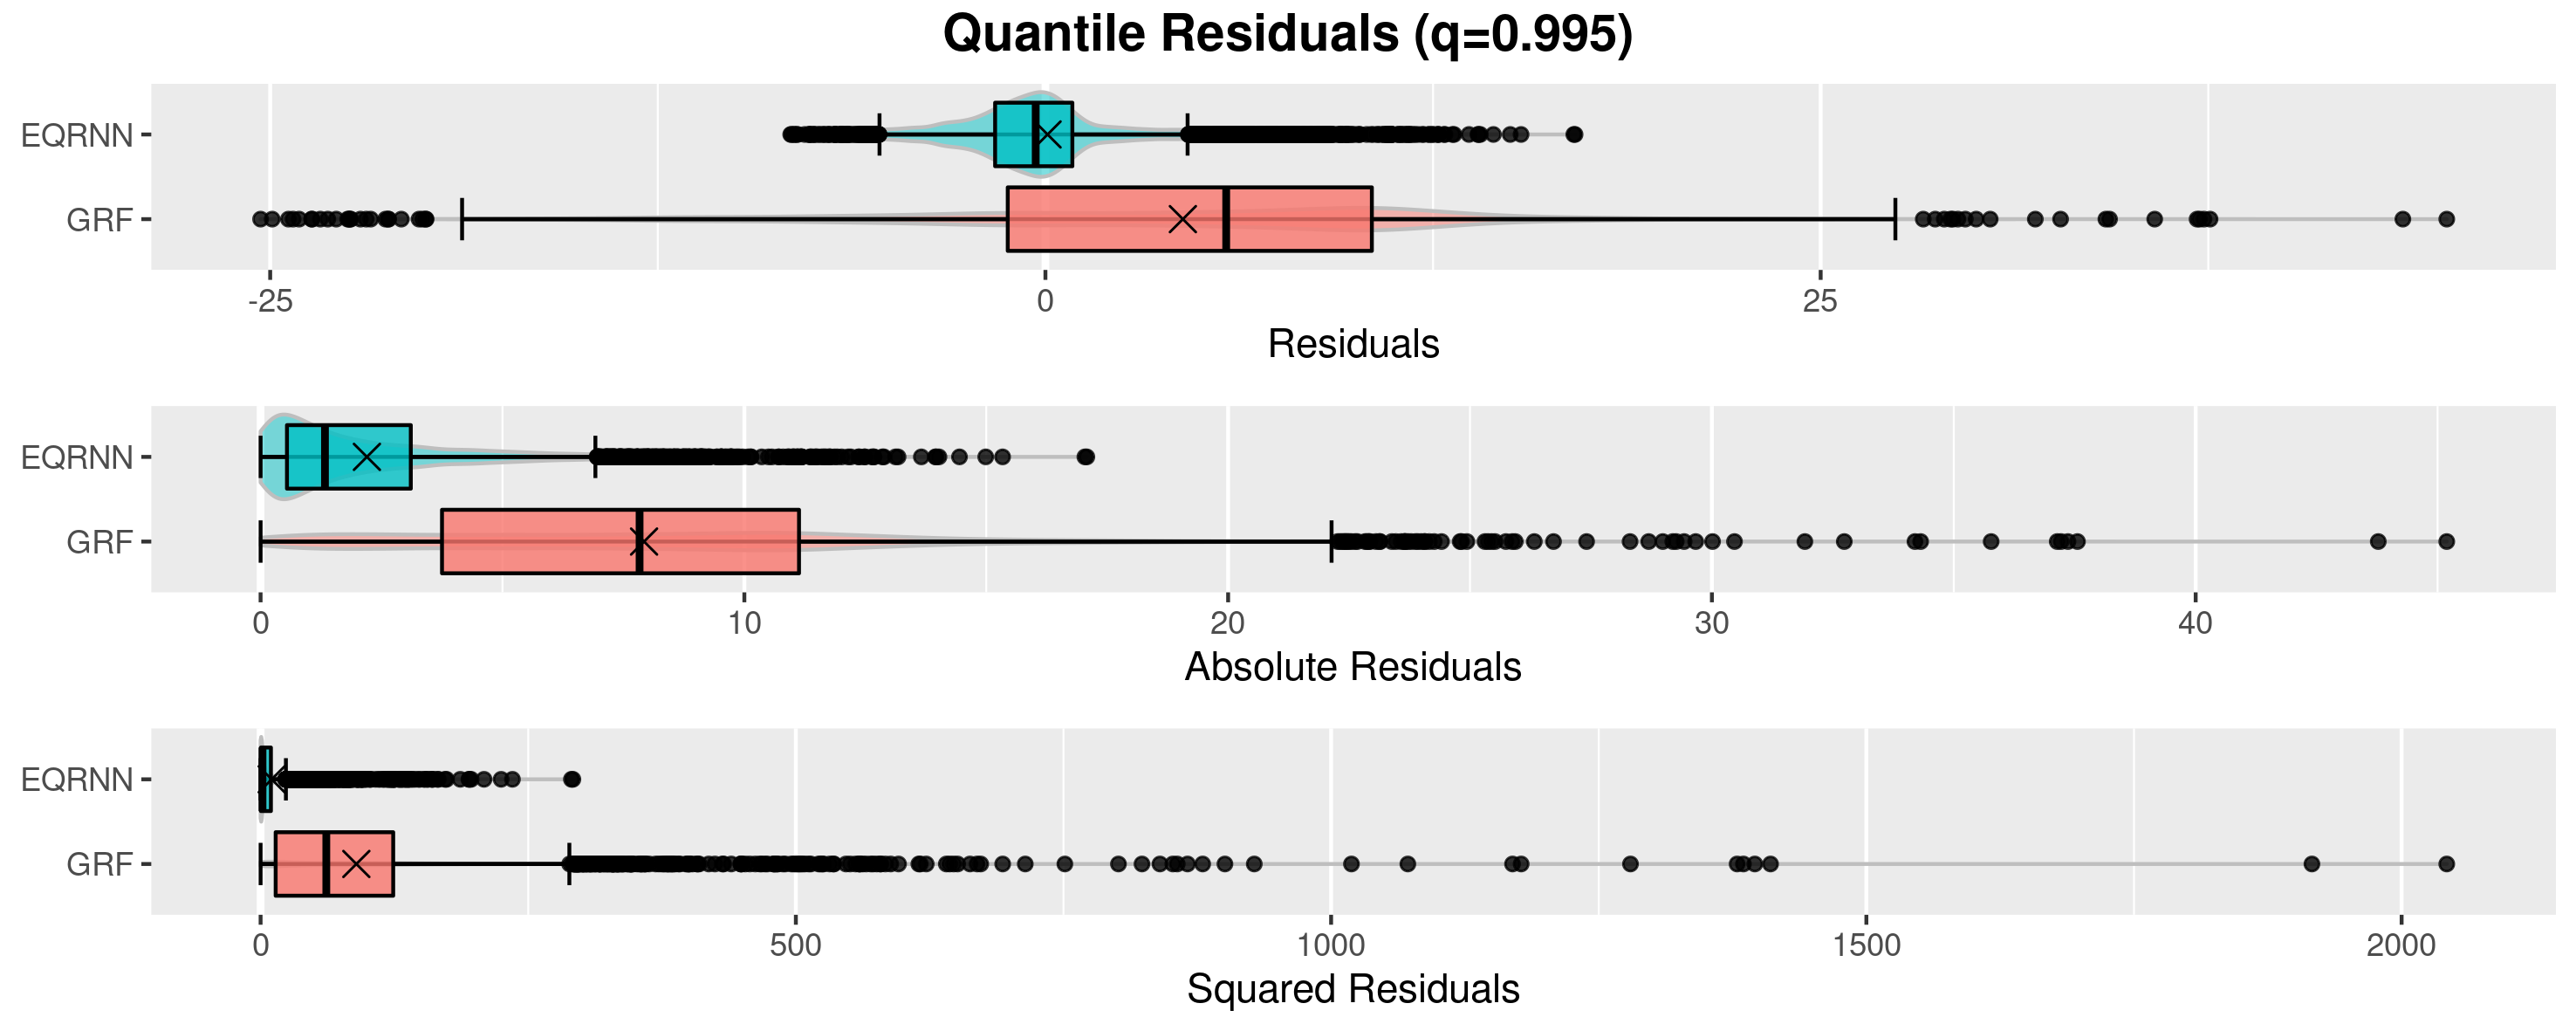 Quantile Residuals (q=0.995)
EQRNN
GRF
-25 0 25
Residuals
EQRNN
GRF
0 10 20 30 40
Absolute Residuals
EQRNN
GRF
0 500 1000 1500 2000
Squared Residuals